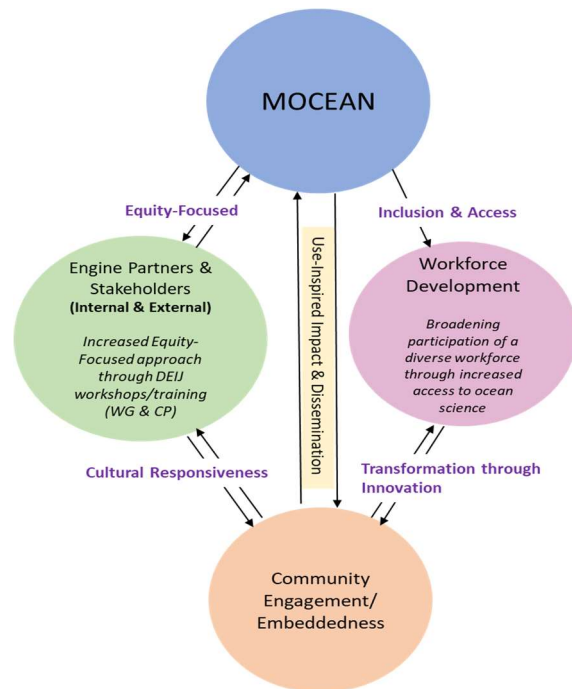 MOCEAN
Equity-Focused
Inclusion & Access
Engine Partners &
Stakeholders
(Internal & External)
Increased Equity-
Focused approach
through DEIJ
workshops/training
(WG & CP)
Use-Inspired Impact & Dissemination
Workforce
Development
Broadening
participation of a
diverse workforce
through increased
access to ocean
science
Cultural Responsiveness
Transformation through
Innovation
Community
Engagement/
Embeddedness